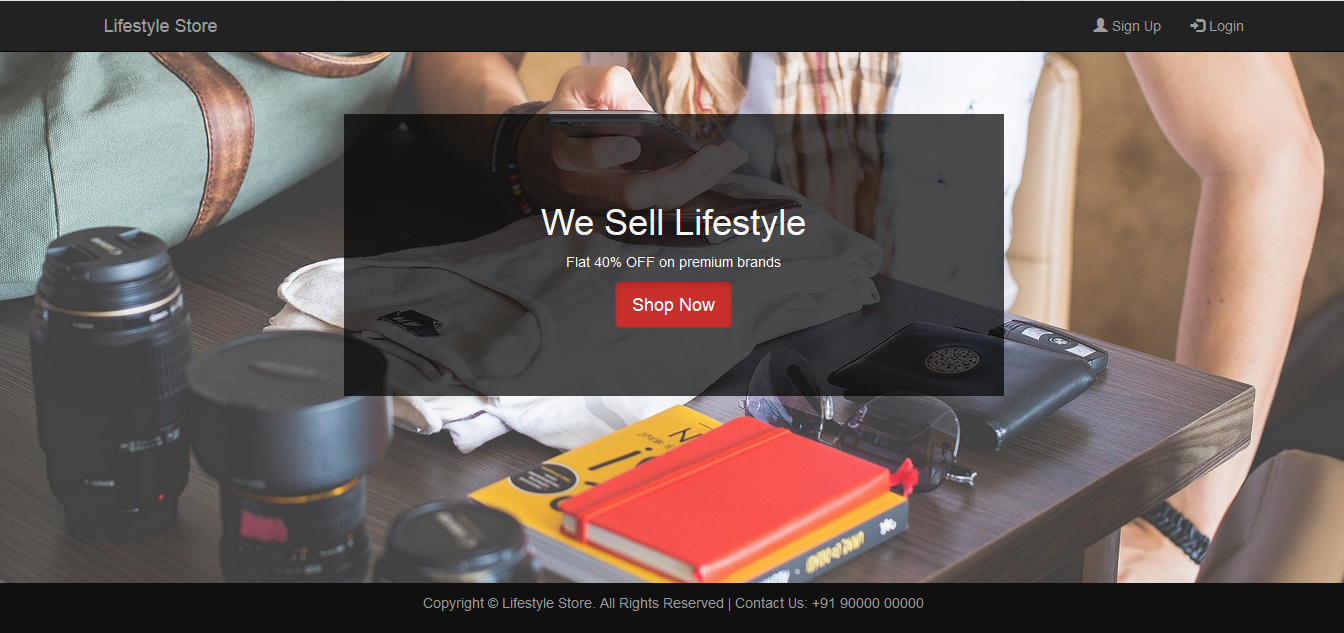 Lifestyle Store
Sign Up
Login
We Sell Lifestyle
Flat 40% OFF on premium brands
Shop Now
Canon
Copyright © Lifestyle Store. All Rights Reserved | Contact Us: +91 90000 00000